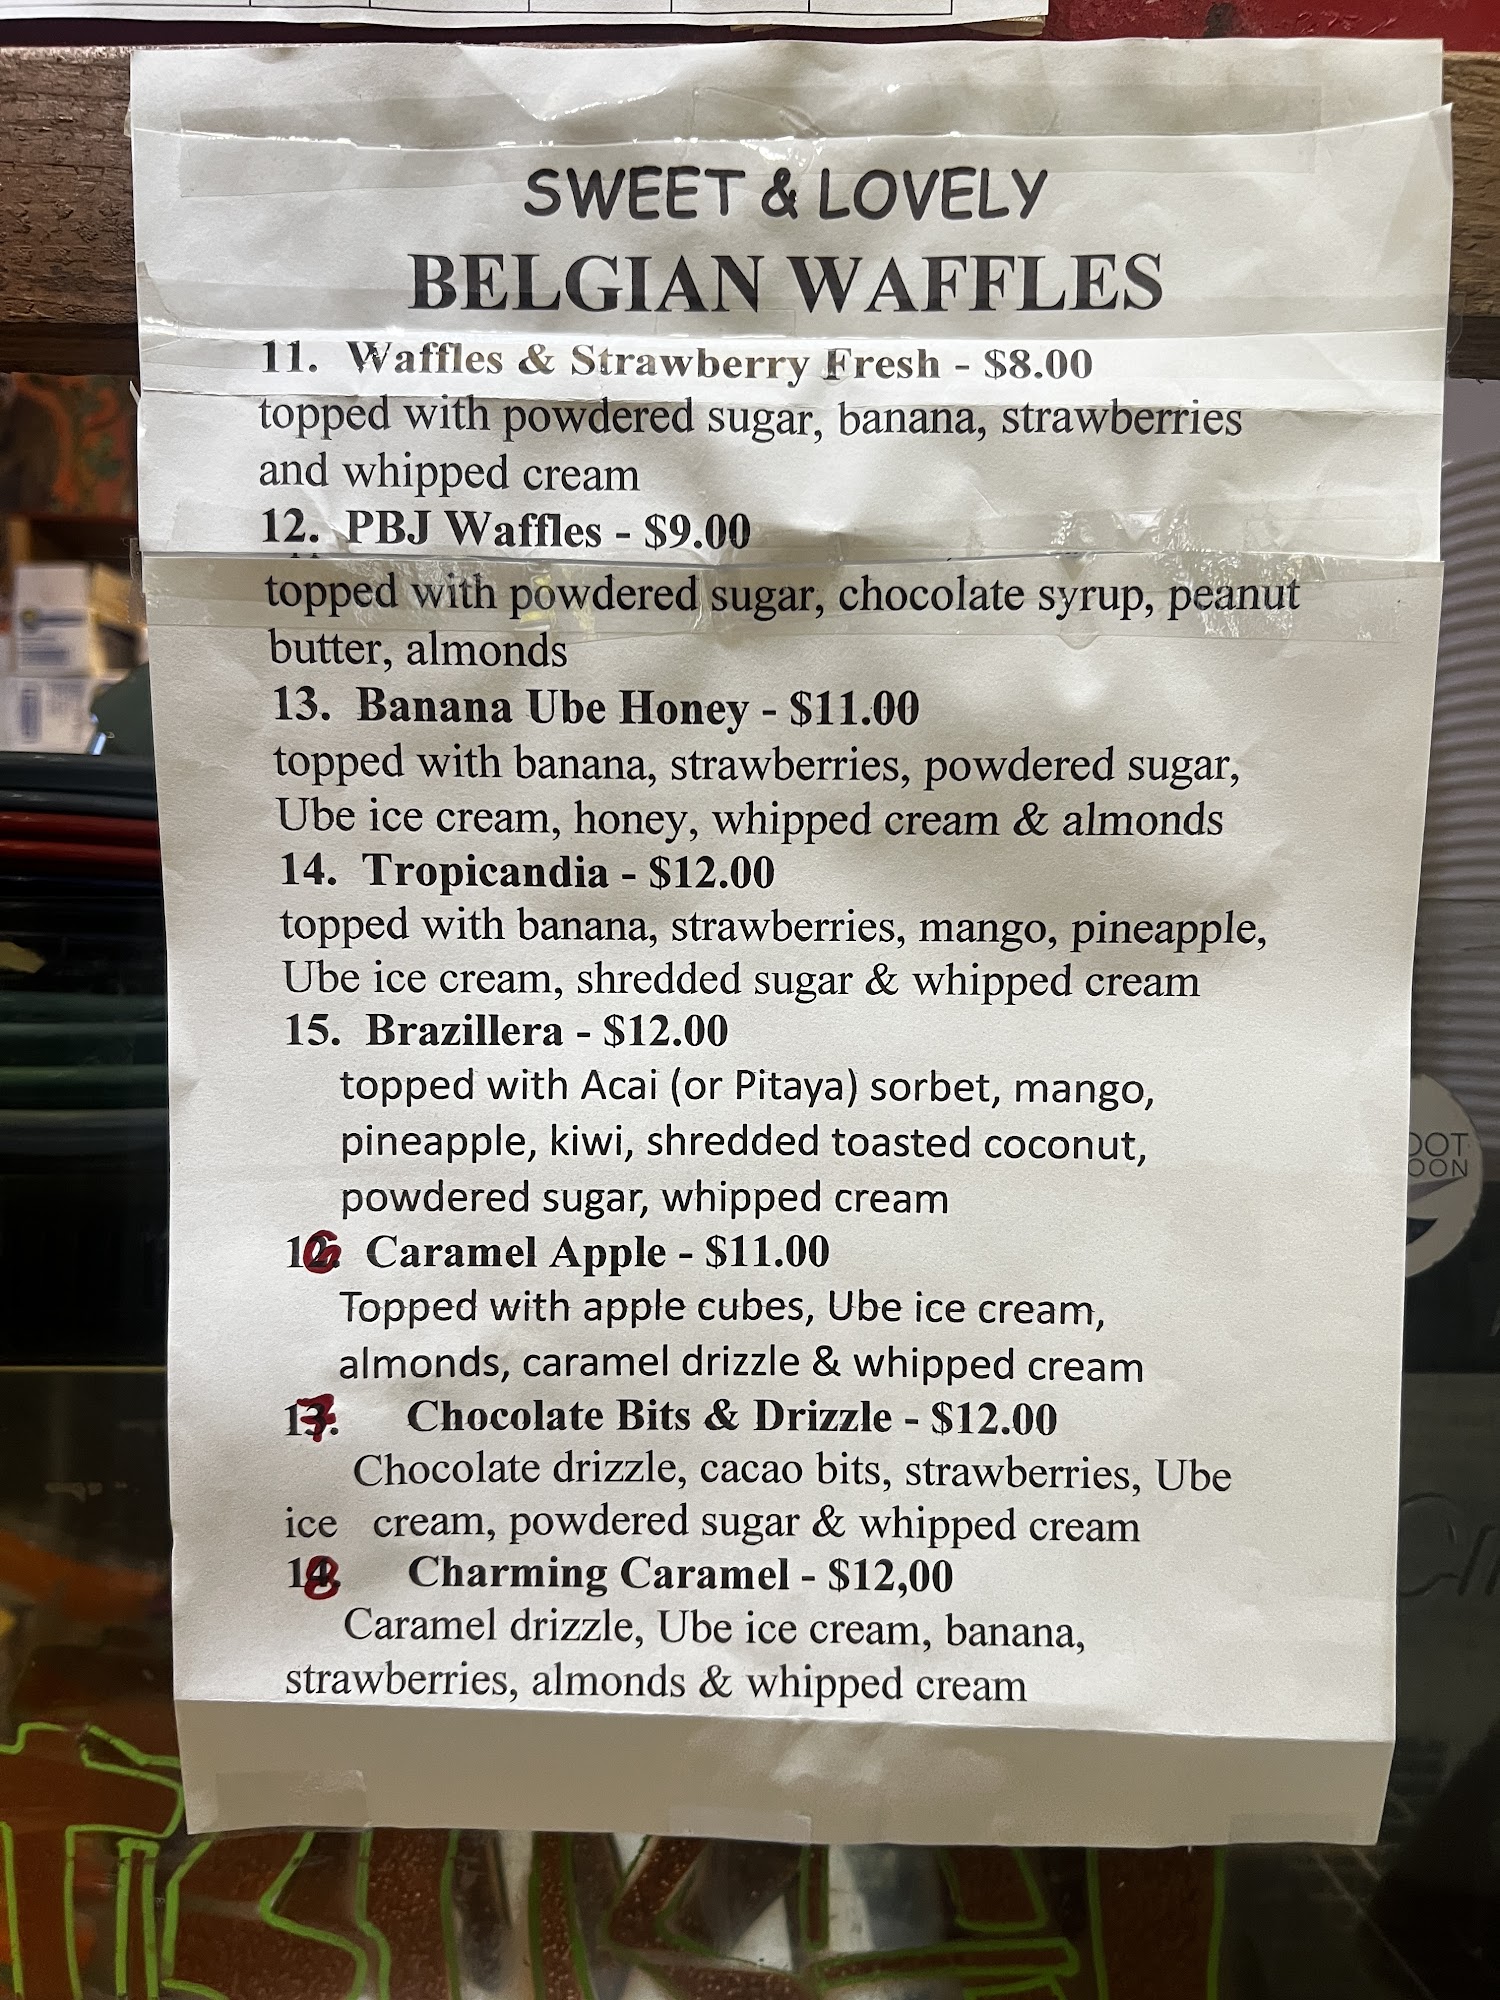 SWEET & LOVELY
BELGIAN WAFFLES
11. Waffles & Strawberry Fresh - $8.00
topped with powdered sugar, banana, strawberries
and whipped cream
12. PBJ Waffles - $9.00
topped with powdered sugar, chocolate syrup, peanut
butter, almonds
13. Banana Ube Honey - $11.00
topped with banana, strawberries, powdered sugar,
Ube ice cream, honey, whipped cream & almonds
14. Tropicandia - $12.00
topped with banana, strawberries, mango, pineapple,
Ube ice cream, shredded sugar & whipped cream
15. Brazillera - $12.00
topped with Acai (or Pitaya) sorbet, mango,
pineapple, kiwi, shredded toasted coconut,
powdered sugar, whipped cream
16. Caramel Apple - $11.00
Topped with apple cubes, Ube ice cream,
almonds, caramel drizzle & whipped cream
17. Chocolate Bits & Drizzle - $12.00
Chocolate drizzle, cacao bits, strawberries, Ube
ice cream, powdered sugar & whipped cream
18 Charming Caramel - $12,00
Caramel drizzle, Ube ice cream, banana,
strawberries, almonds & whipped cream